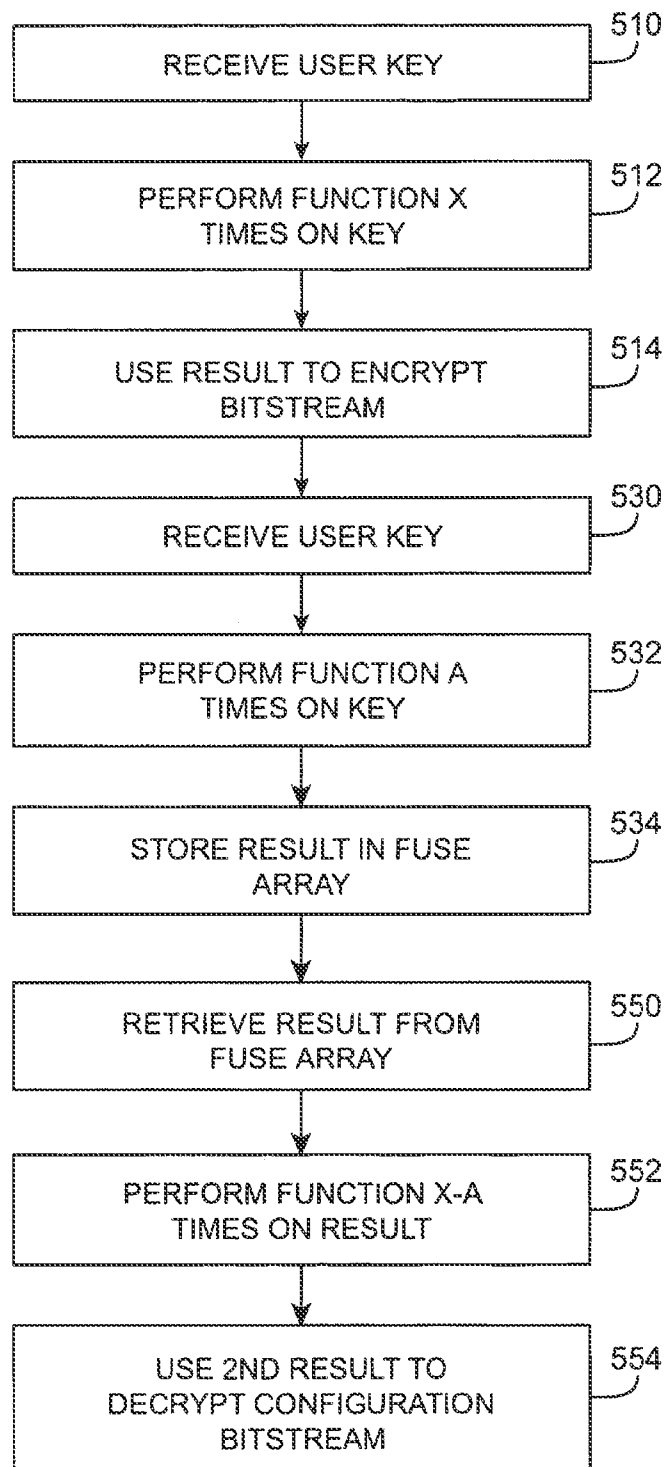 510
RECEIVE USER KEY
512
PERFORM FUNCTION X
TIMES ON KEY
514
USE RESULT TO ENCRYPT
BITSTREAM
530
RECEIVE USER KEY
532
PERFORM FUNCTION A
TIMES ON KEY
534
STORE RESULT IN FUSE
ARRAY
550
RETRIEVE RESULT FROM
FUSE ARRAY
552
PERFORM FUNCTION X-A
TIMES ON RESULT
554
USE 2ND RESULT TO
DECRYPT CONFIGURATION
BITSTREAM